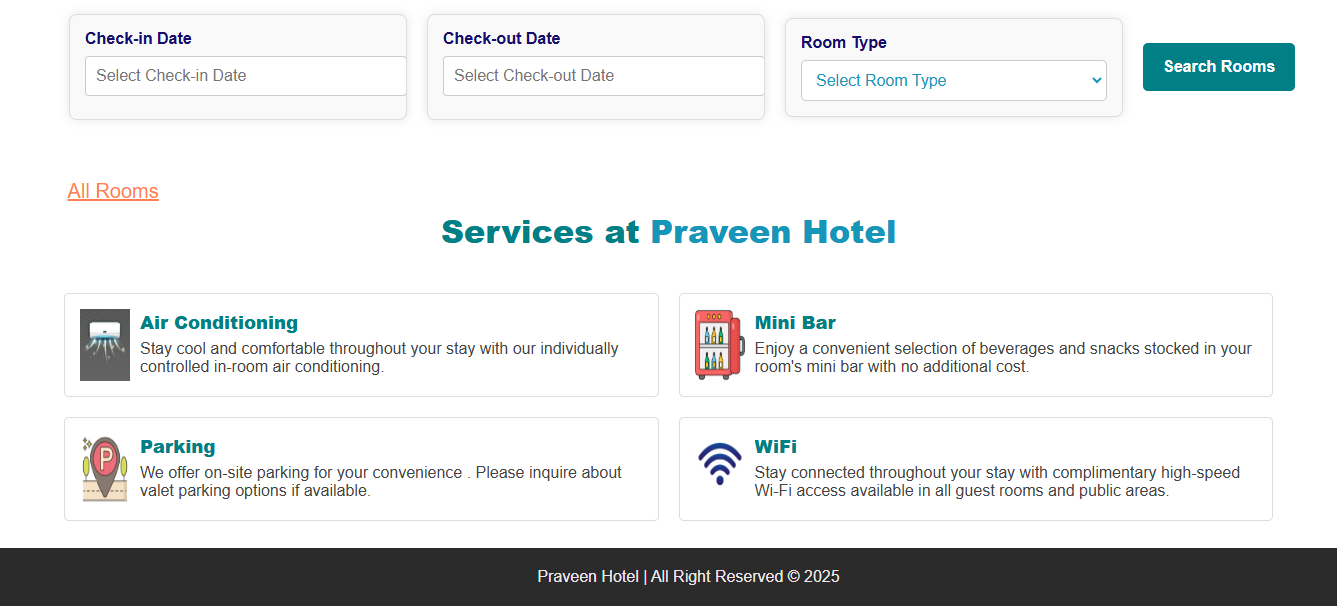 Check-in Date
Select Check-in Date
Check-out Date
Select Check-out Date
Room Type
Select Room Type
Search Rooms
All Rooms
Services at Praveen Hotel
Air Conditioning
Stay cool and comfortable throughout your stay with our individually
controlled in-room air conditioning.
Mini Bar
Enjoy a convenient selection of beverages and snacks stocked in your
room's mini bar with no additional cost.
P
Parking
We offer on-site parking for your convenience . Please inquire about
valet parking options if available.
WiFi
Stay connected throughout your stay with complimentary high-speed
Wi-Fi access available in all guest rooms and public areas.
Praveen Hotel | All Right Reserved © 2025